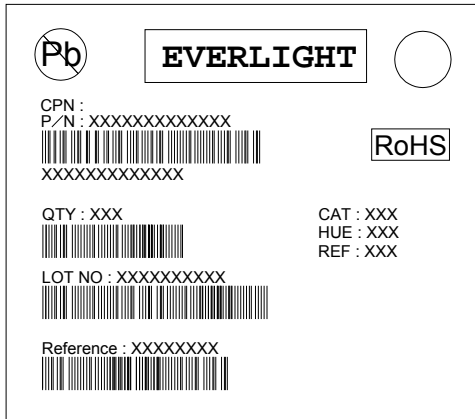 Pb
EVERLIGHT
CPN :
P/N : XXXXXXXXXXXXX
RoHS
XXXXXXXXXXXXX
QTY : XXX
CAT : XXX
HUE : XXX
REF : XXX
LOT NO : XXXXXXXXXX
Reference : XXXXXXXX